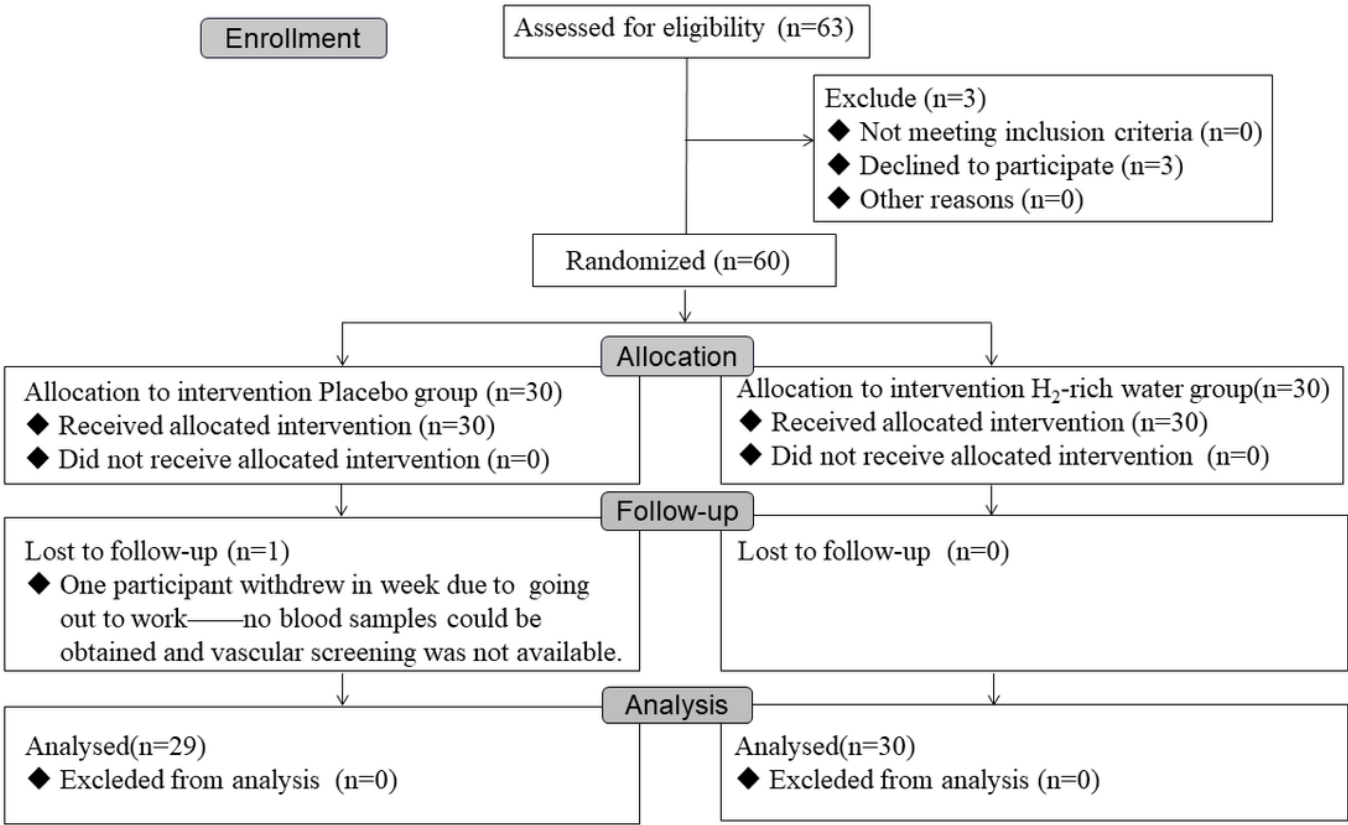 Enrollment
Assessed for eligibility (n=63)
Exclude (n=3)
◆ Not meeting inclusion criteria (n=0)
◆ Declined to participate (n=3)
◆ Other reasons (n=0)
Randomized (n=60)
Allocation
Allocation to intervention Placebo group (n=30)
◆ Received allocated intervention (n=30)
◆ Did not receive allocated intervention (n=0)
Allocation to intervention H₂-rich water group(n=30)
◆ Received allocated intervention (n=30)
◆ Did not receive allocated intervention (n=0)
Follow-up
Lost to follow-up (n=1)
◆ One participant withdrew in week due to going
out to work——no blood samples could be
obtained and vascular screening was not available.
Lost to follow-up (n=0)
Analysis
Analysed(n=29)
◆ Excleded from analysis (n=0)
Analysed(n=30)
◆ Excleded from analysis (n=0)